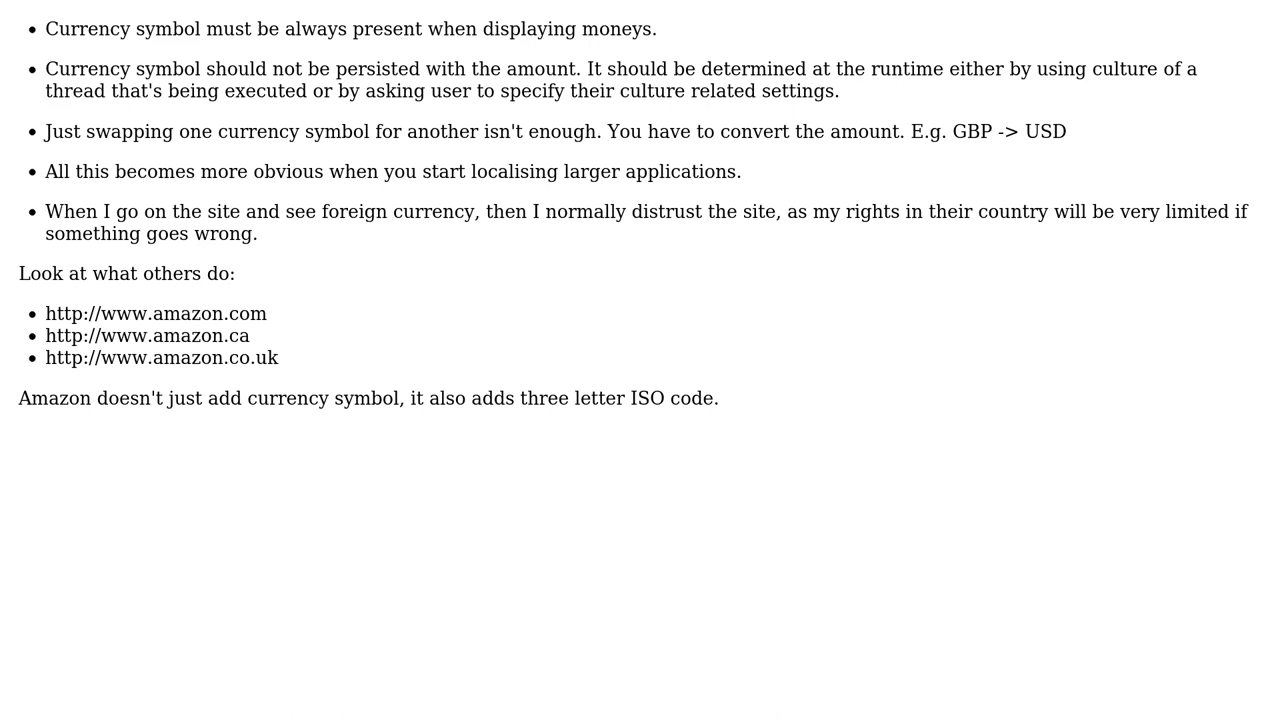 • Currency symbol must be always present when displaying moneys.
• Currency symbol should not be persisted with the amount. It should be determined at the runtime either by using culture of a
thread that's being executed or by asking user to specify their culture related settings.
• Just swapping one currency symbol for another isn't enough. You have to convert the amount. E.g. GBP -> USD
• All this becomes more obvious when you start localising larger applications.
• When I go on the site and see foreign currency, then I normally distrust the site, as my rights in their country will be very limited if
something goes wrong.
Look at what others do:
• http://www.amazon.com
• http://www.amazon.ca
• http://www.amazon.co.uk
Amazon doesn't just add currency symbol, it also adds three letter ISO code.